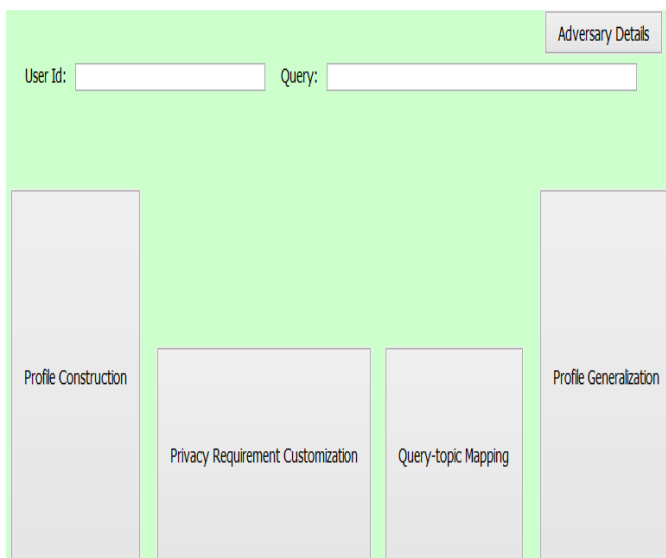 Adversary Details
User Id:
Query:
Profile Construction
Privacy Requirement Customization
Query-topic Mapping
Profile Generalization